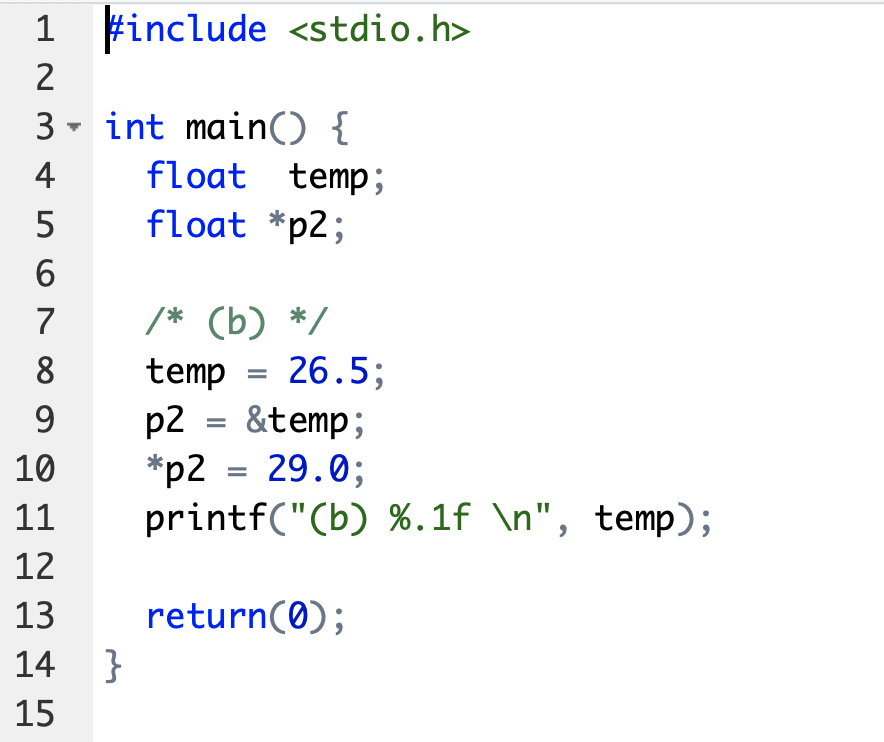 1 #include <stdio.h>
2
3 int main() {
4   float  temp;
5   float *p2;
6
7   /* (b) */
8   temp = 26.5;
9   p2 = &temp;
10   *p2 = 29.0;
11   printf("(b) %.1f \n", temp);
12
13   return(0);
14 }
15